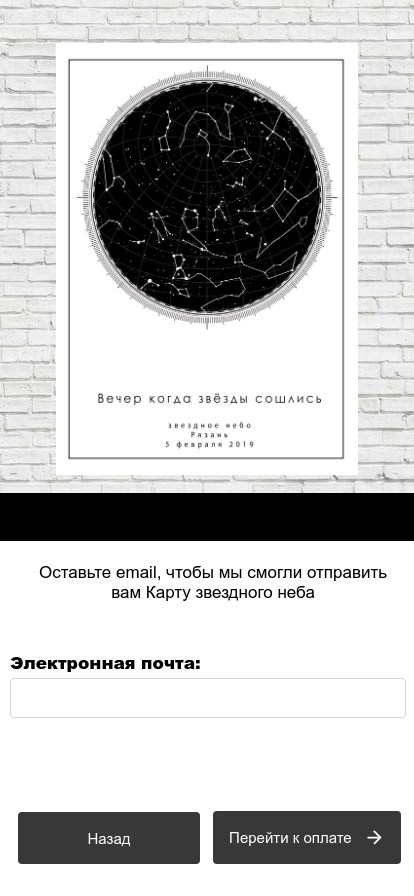 Вечер когда звёзды сошлись
звездное небо
Рязань
5 февраля 2019
Оставьте email, чтобы мы смогли отправить
вам Карту звездного неба
Электронная почта:
Назад
Перейти к оплате